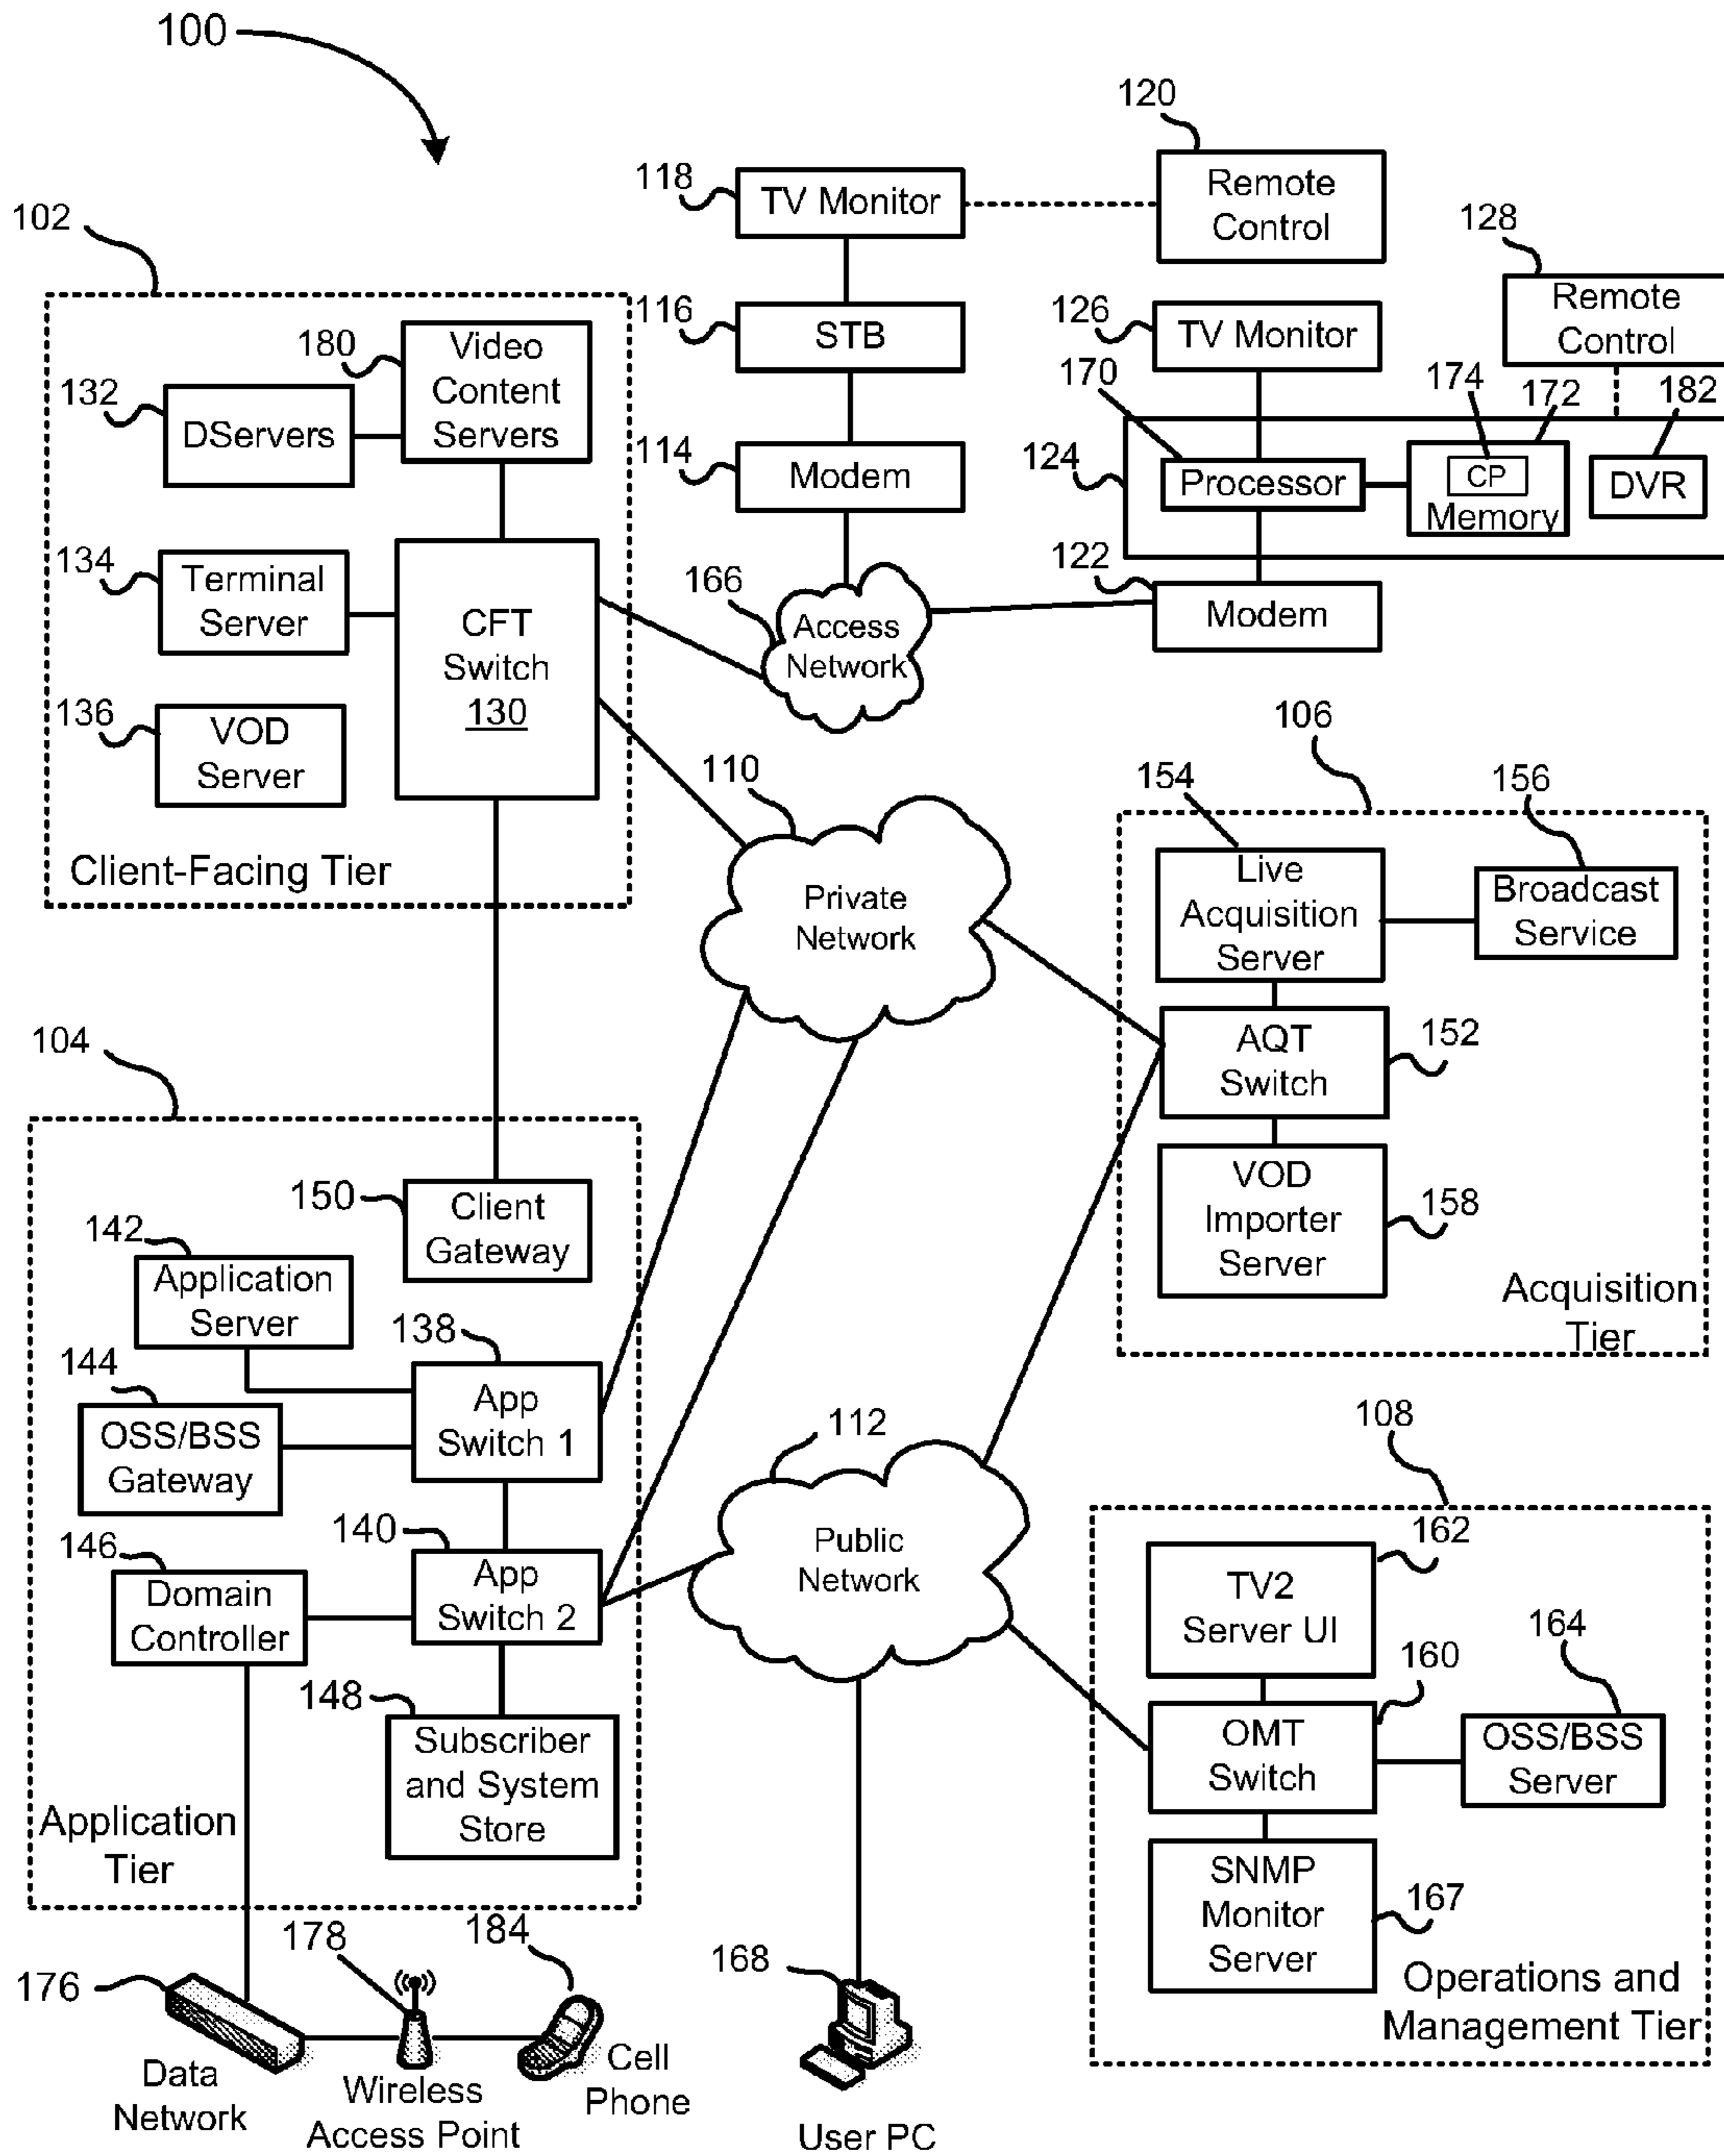 100
120
118
TV Monitor
Remote
Control
102
128
116
STB
126
TV Monitor
Remote
Control
180
Video
Content
Servers
132
DServers
170
174
172
182
114
Modem
124
Processor
CP
Memory
DVR
134
Terminal
Server
CFT
Switch
130
166
Access
Network
122
Modem
136
VOD
Server
110
106
154
156
Client-Facing Tier
Private
Network
Live
Acquisition
Server
Broadcast
Service
104
AQT
Switch
152
150
Client
Gateway
VOD
Importer
Server
158
142
Application
Server
Acquisition
Tier
138
144
App
Switch 1
OSS/BSS
Gateway
112
108
140
146
App
Switch 2
Domain
Controller
Public
Network
162
TV2
Server UI
164
160
148
Subscriber
and System
Store
OMT
Switch
OSS/BSS
Server
Application
Tier
SNMP
Monitor
Server
167
178
184
176
168
Operations and
Management Tier
Data
Network
Wireless
Access Point
Cell
Phone
User PC